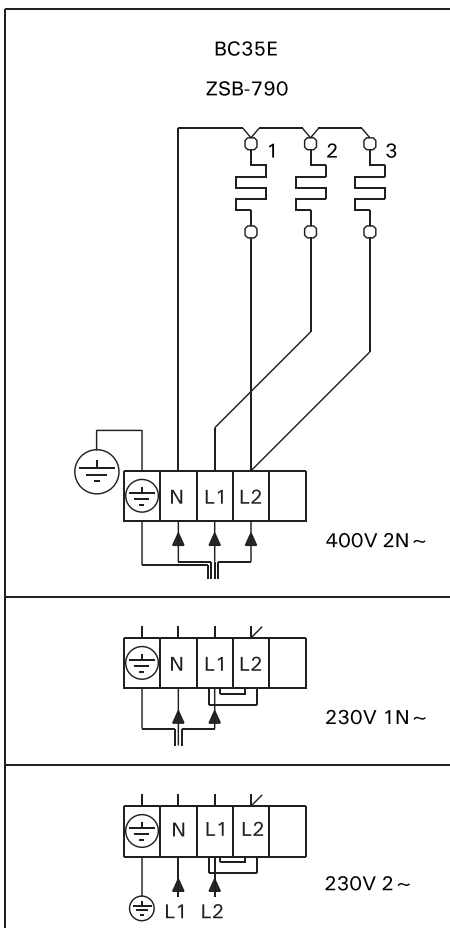 BC35E
ZSB-790
1 2 3
N L1 L2
400V 2N~
N L1 L2
230V 1N~
N L1 L2
230V 2~
L1 L2